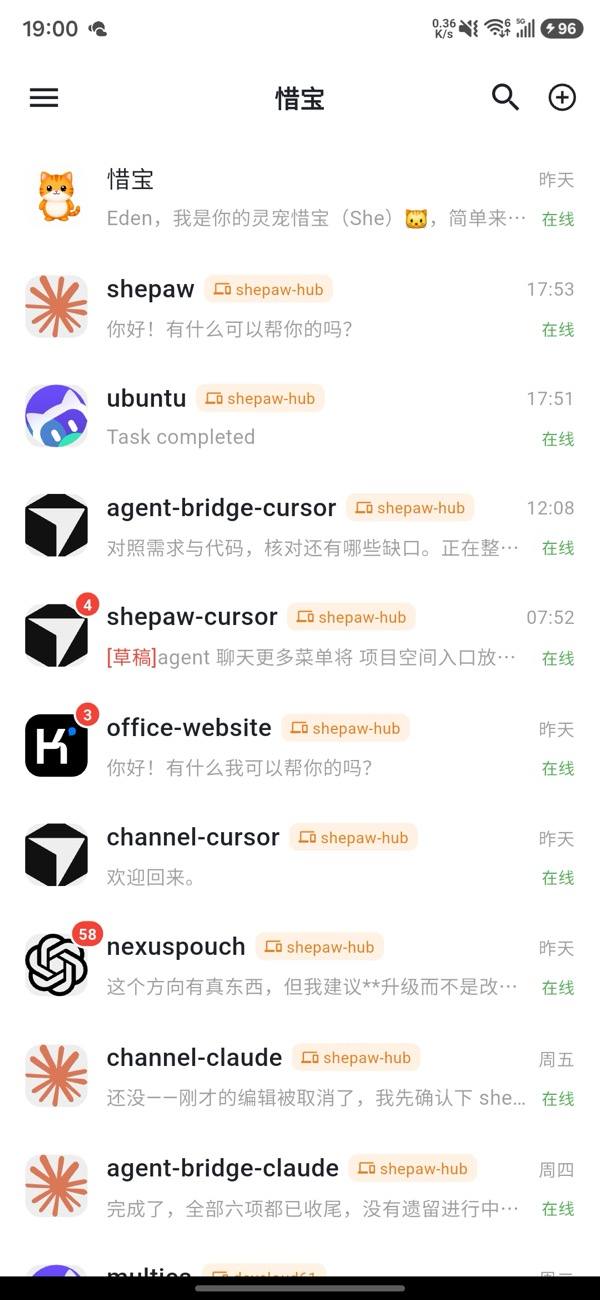 19:00
0.36 K/s
6
5G
96
惜宝
惜宝
昨天
Eden，我是你的灵宠惜宝（She）🐱，简单来…
在线
shepaw
shepaw-hub
17:53
你好！有什么可以帮你的吗？
在线
ubuntu
shepaw-hub
17:51
Task completed
在线
agent-bridge-cursor
shepaw-hub
12:08
对照需求与代码，核对还有哪些缺口。正在整…
在线
4
shepaw-cursor
shepaw-hub
07:52
[草稿]agent 聊天更多菜单将 项目空间入口放…
在线
3
office-website
shepaw-hub
昨天
你好！有什么我可以帮你的吗？
在线
channel-cursor
shepaw-hub
昨天
欢迎回来。
在线
58
nexuspouch
shepaw-hub
昨天
这个方向有真东西，但我建议**升级而不是改…
在线
channel-claude
shepaw-hub
周五
还没——刚才的编辑被取消了，我先确认下 she…
在线
agent-bridge-claude
shepaw-hub
周四
完成了，全部六项都已收尾，没有遗留进行中…
在线